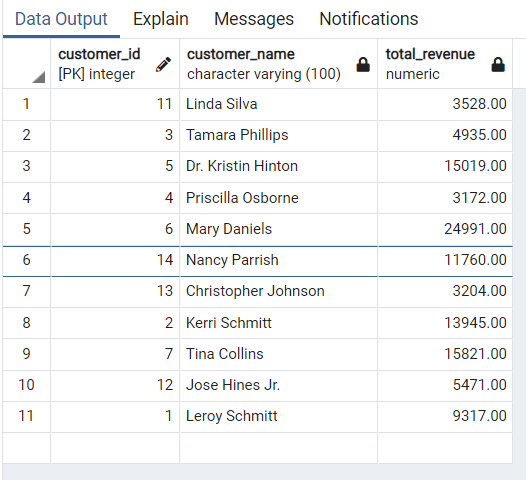 Data Output Explain Messages Notifications
customer_id customer_name total_revenue
[PK] integer character varying (100) numeric
1 11 Linda Silva 3528.00
2 3 Tamara Phillips 4935.00
3 5 Dr. Kristin Hinton 15019.00
4 4 Priscilla Osborne 3172.00
5 6 Mary Daniels 24991.00
6 14 Nancy Parrish 11760.00
7 13 Christopher Johnson 3204.00
8 2 Kerri Schmitt 13945.00
9 7 Tina Collins 15821.00
10 12 Jose Hines Jr. 5471.00
11 1 Leroy Schmitt 9317.00